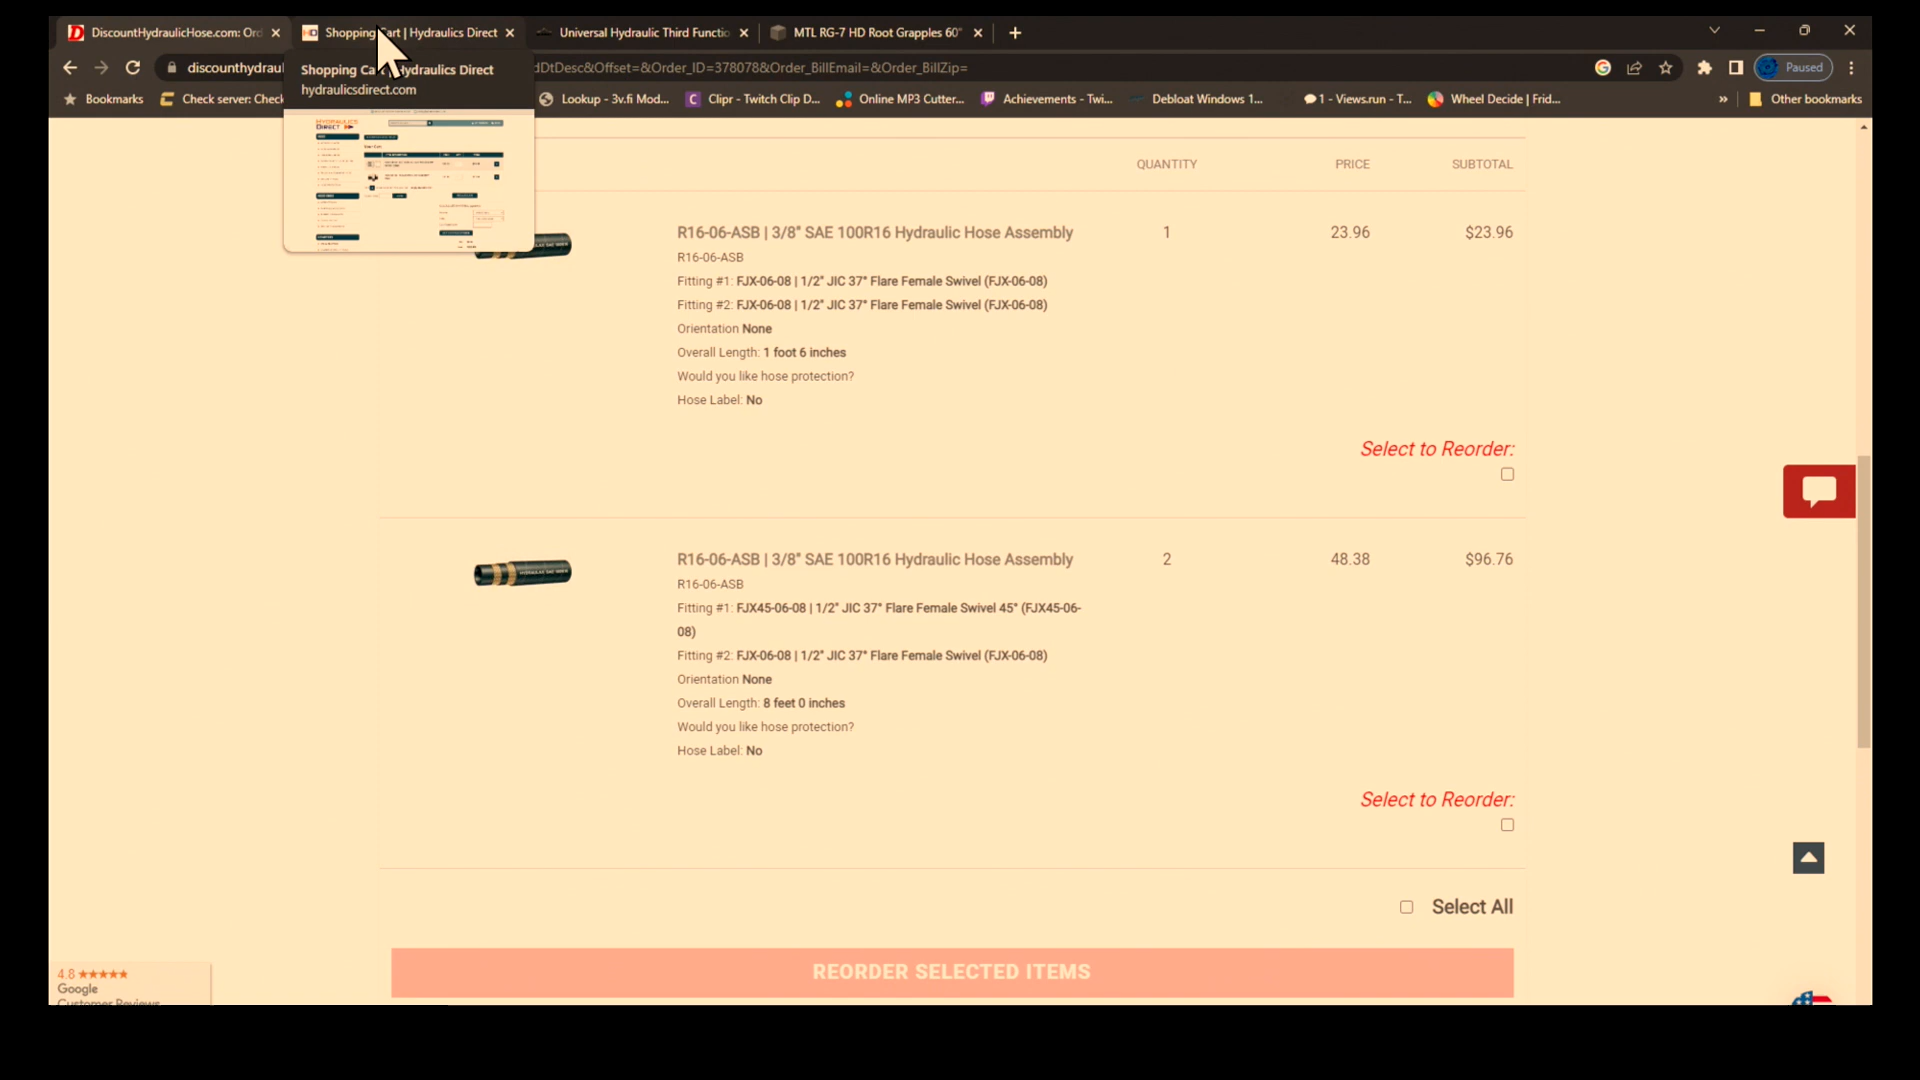 DiscountHydraulicHose.com: Ord
Shopping Cart | Hydraulics Direct
Universal Hydraulic Third Functio
MTL RG-7 HD Root Grapples 60"
discounthydraul
dDtDesc&Offset=&Order_ID=378078&Order_BillEmail=&Order_BillZip=
Paused
Shopping Cart | Hydraulics Direct
hydraulicsdirect.com
Bookmarks
Check server: Check
Lookup - 3v.fi Mod...
Clipr - Twitch Clip D...
Online MP3 Cutter...
Achievements - Twi...
Debloat Windows 1...
1 - Views.run - T...
Wheel Decide | Frid...
»
Other bookmarks
HYDRAULICS
DIRECT
QUANTITY PRICE SUBTOTAL
R16-06-ASB | 3/8" SAE 100R16 Hydraulic Hose Assembly 1 23.96 $23.96
R16-06-ASB
Fitting #1: FJX-06-08 | 1/2" JIC 37° Flare Female Swivel (FJX-06-08)
Fitting #2: FJX-06-08 | 1/2" JIC 37° Flare Female Swivel (FJX-06-08)
Orientation None
Overall Length: 1 foot 6 inches
Would you like hose protection?
Hose Label: No
Select to Reorder:
R16-06-ASB | 3/8" SAE 100R16 Hydraulic Hose Assembly 2 48.38 $96.76
R16-06-ASB
Fitting #1: FJX45-06-08 | 1/2" JIC 37° Flare Female Swivel 45° (FJX45-06-
08)
Fitting #2: FJX-06-08 | 1/2" JIC 37° Flare Female Swivel (FJX-06-08)
Orientation None
Overall Length: 8 feet 0 inches
Would you like hose protection?
Hose Label: No
Select to Reorder:
Select All
REORDER SELECTED ITEMS
4.8 ★★★★★
Google
Customer Reviews